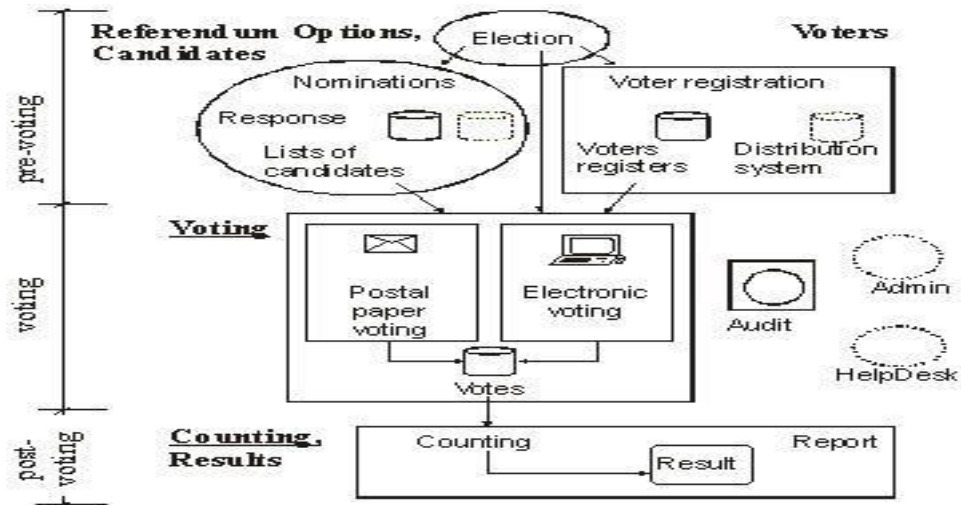 Referendum Options,
Candidates
Election
Voters
pre-voting
Nominations
Response
Lists of
candidates
Voter registration
Voters
registers
Distribution
system
voting
Voting
Postal
paper
voting
Electronic
voting
Votes
Audit
Admin
HelpDesk
post-
voting
Counting,
Results
Counting
Report
Result